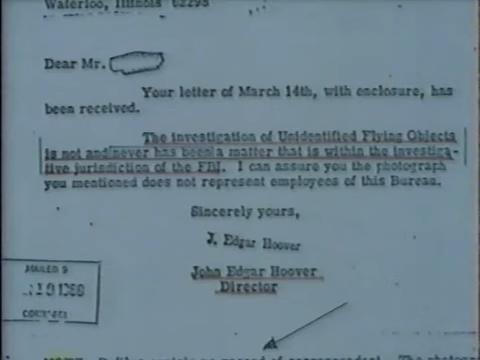 Waterloo, Illinois 62298
Dear Mr.
Your letter of March 14th, with enclosure, has
been received.
The investigation of Unidentified Flying Objects
is not and never has been a matter that is within the investiga-
tive jurisdiction of the FBI. I can assure you the photograph
you mentioned does not represent employees of this Bureau.
Sincerely yours,
J. Edgar Hoover
John Edgar Hoover
Director
MAILED 9